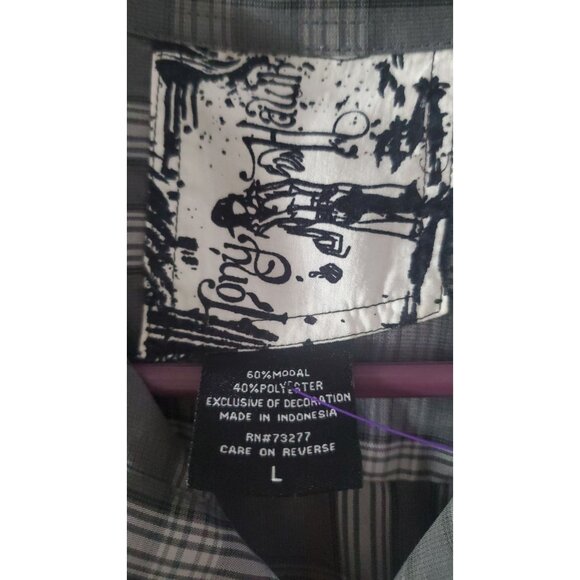 Tony Hawk
60%MODAL
40%POLYESTER
EXCLUSIVE OF DECORATION
MADE IN INDONESIA
RN#73277
CARE ON REVERSE
L